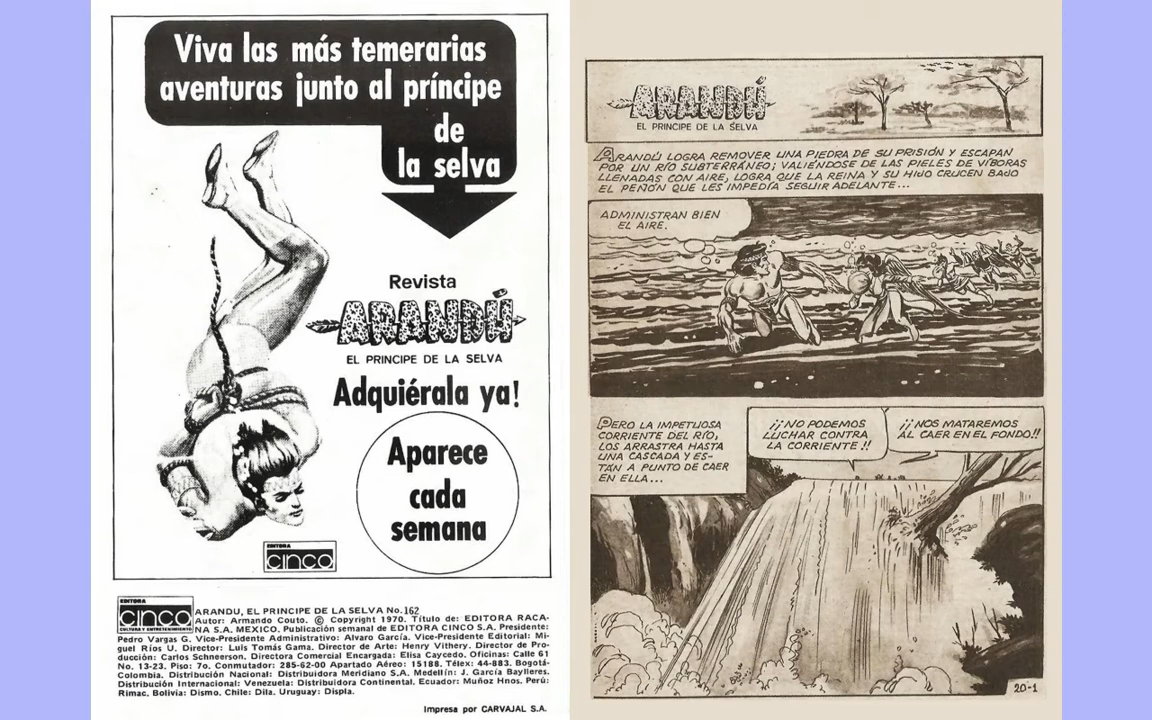 Viva las más temerarias
aventuras junto al príncipe
de
la selva
Revista
ARANDÚ
EL PRINCIPE DE LA SELVA
Adquiérala ya!
Aparece
cada
semana
EDITORA
CINCO
EDITORA
CINCO
CULTURA Y ENTRETENIMIENTO
ARANDU, EL PRINCIPE DE LA SELVA No. 162
Autor: Armando Couto. © Copyright 1970. Título de: EDITORA RACA-
NA S.A. MEXICO. Publicación semanal de EDITORA CINCO S.A. Presidente:
Pedro Vargas G. Vice-Presidente Administrativo: Alvaro García. Vice-Presidente Editorial: Mi-
guel Ríos U. Director: Luis Tomás Gama. Director de Arte: Henry Vithery. Director de Pro-
ducción: Carlos Schneerson. Directora Comercial Encargada: Elisa Caycedo. Oficinas: Calle 61
No. 13-23. Piso: 7o. Conmutador: 285-62-00 Apartado Aéreo: 15188. Télex: 44-883. Bogotá-
Colombia. Distribución Nacional: Distribuidora Meridiano S.A. Medellín: J. García Baylleres.
Distribución Internacional: Venezuela: Distribuidora Continental. Ecuador: Muñoz Hnos. Perú:
Rimac. Bolivia: Dismo. Chile: Dila. Uruguay: Displa.
Impresa por CARVAJAL S.A.
ARANDÚ
EL PRINCIPE DE LA SELVA
ARANDÚ LOGRA REMOVER UNA PIEDRA DE SU PRISIÓN Y ESCAPAN
POR UN RÍO SUBTERRÁNEO; VALIÉNDOSE DE LAS PIELES DE VÍBORAS
LLENADAS CON AIRE, LOGRA QUE LA REINA Y SU HIJO CRUCEN BAJO
EL PEÑÓN QUE LES IMPEDÍA SEGUIR ADELANTE...
ADMINISTRAN BIEN
EL AIRE.
PERO LA IMPETUOSA
CORRIENTE DEL RÍO,
LOS ARRASTRA HASTA
UNA CASCADA Y ES-
TÁN A PUNTO DE CAER
EN ELLA...
¡¡NO PODEMOS
LUCHAR CONTRA
LA CORRIENTE!!
¡¡NOS MATAREMOS
AL CAER EN EL FONDO!!
20-1